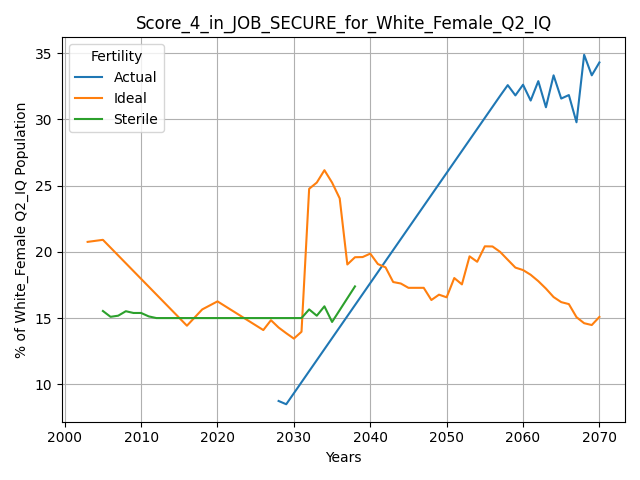 Score_4_in_JOB_SECURE_for_White_Female_Q2_IQ
% of White_Female Q2_IQ Population
35
30
25
20
15
10
Fertility
Actual
Ideal
Sterile
2000 2010 2020 2030 2040 2050 2060 2070
Years